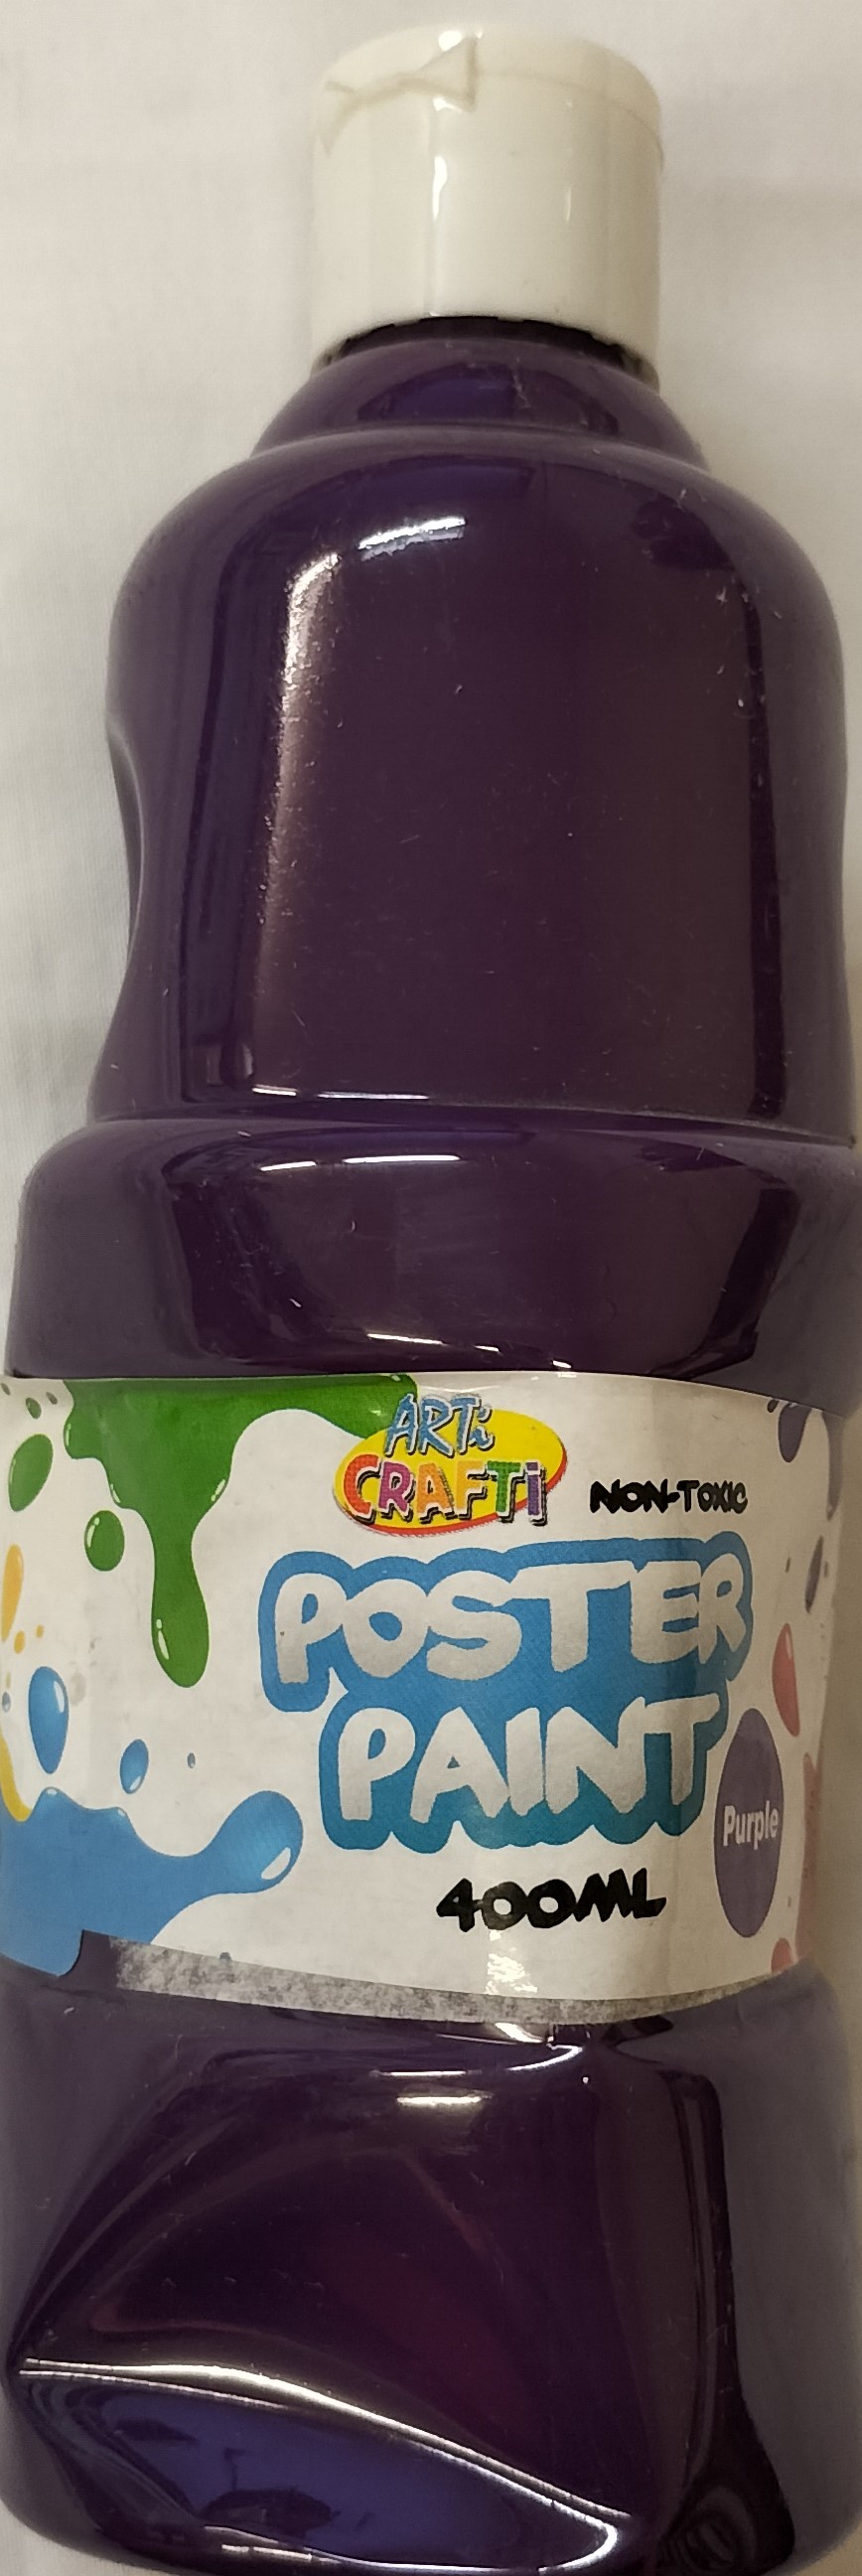 ARTi
CRAFTi
NON-TOXIC
POSTER
PAINT
Purple
400ML